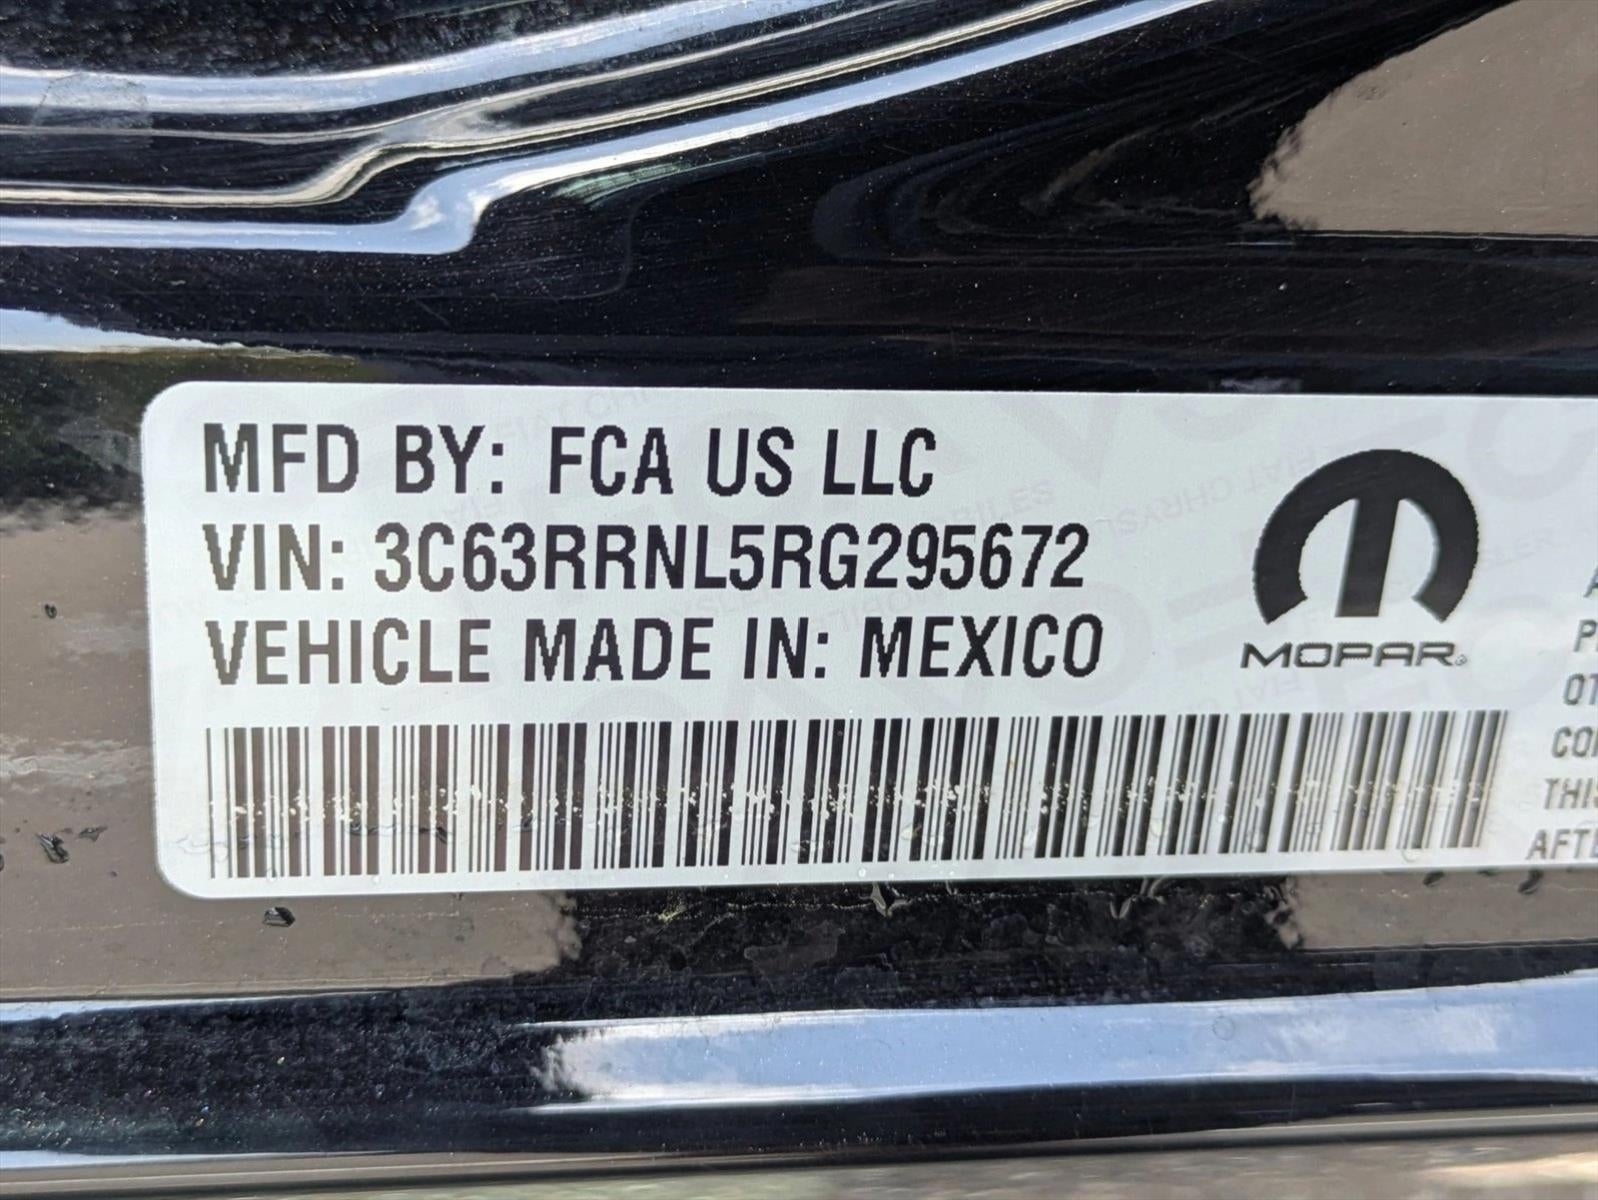 MFD BY: FCA US LLC
VIN: 3C63RRNL5RG295672
VEHICLE MADE IN: MEXICO
MOPAR®